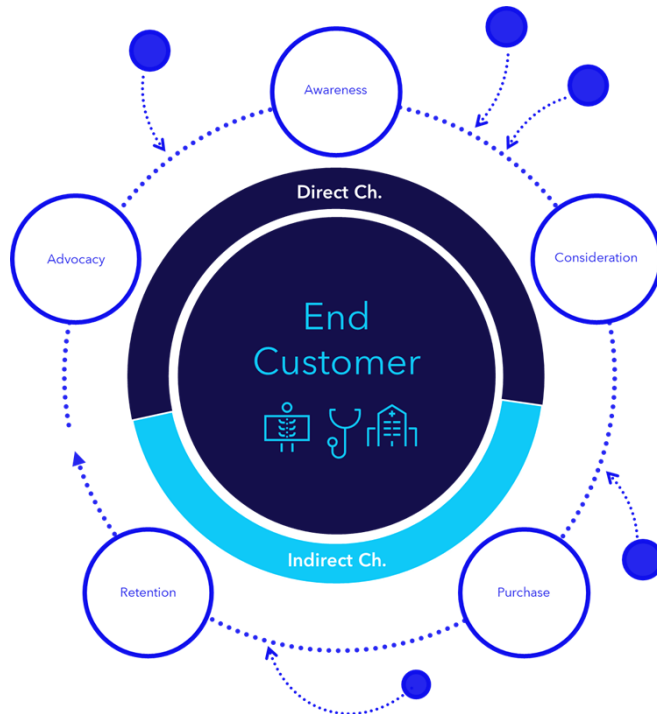 Awareness
Direct Ch.
Advocacy
Consideration
End
Customer
Indirect Ch.
Retention
Purchase